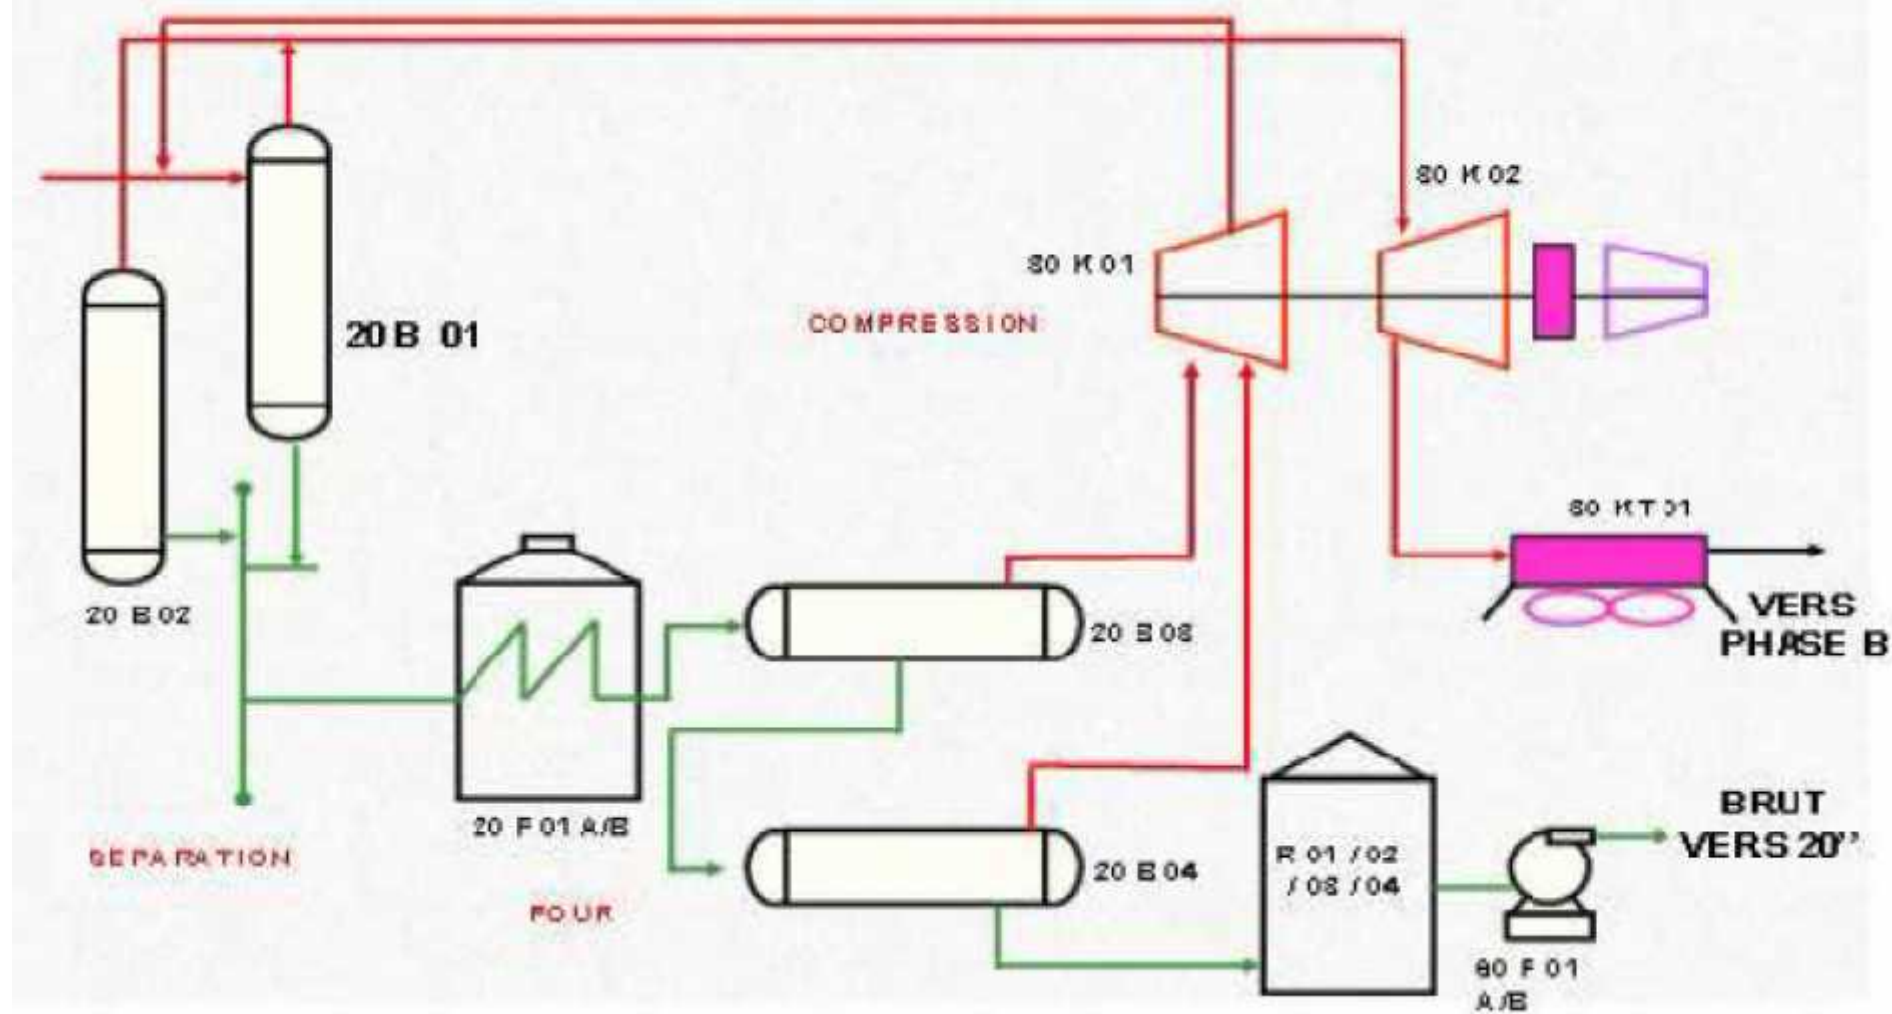 80 K 02
80 K 01
20 B 01
COMPRESSION
80 KT 01
20 B 02
VERS
PHASE B
20 B 03
BRUT
VERS 20’’
20 F 01 A/B
SEPARATION
R 01 / 02
/ 03 / 04
20 B 04
FOUR
60 P 01
A/B